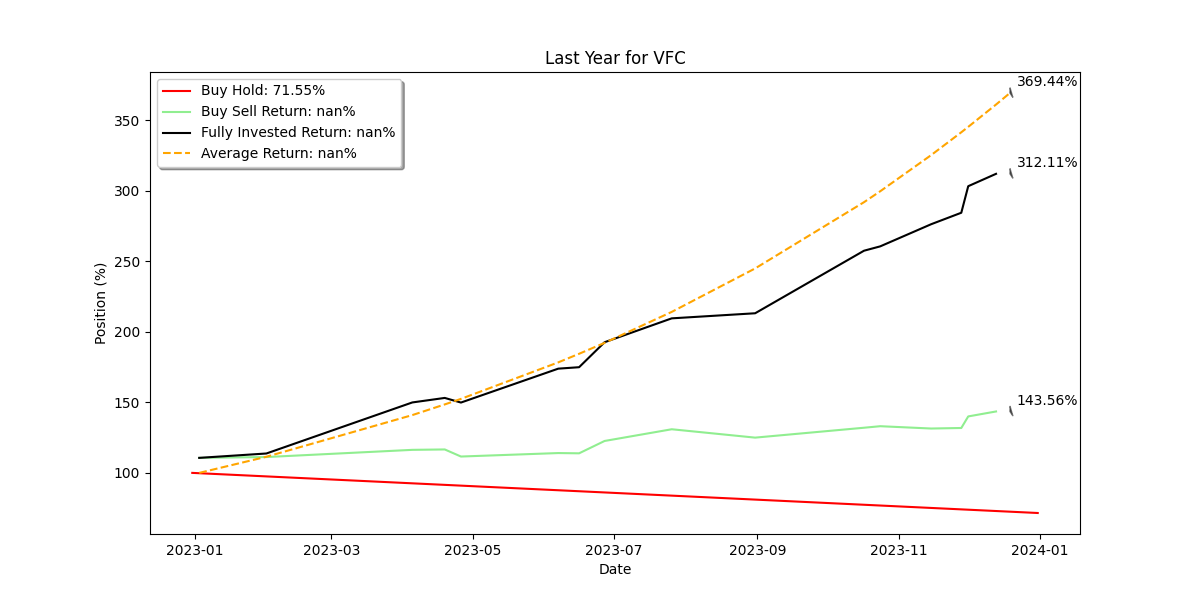 Last Year for VFC
Buy Hold: 71.55%
Buy Sell Return: nan%
Fully Invested Return: nan%
Average Return: nan%
369.44%
312.11%
143.56%
Position (%)
350
300
250
200
150
100
2023-01
2023-03
2023-05
2023-07
2023-09
2023-11
2024-01
Date